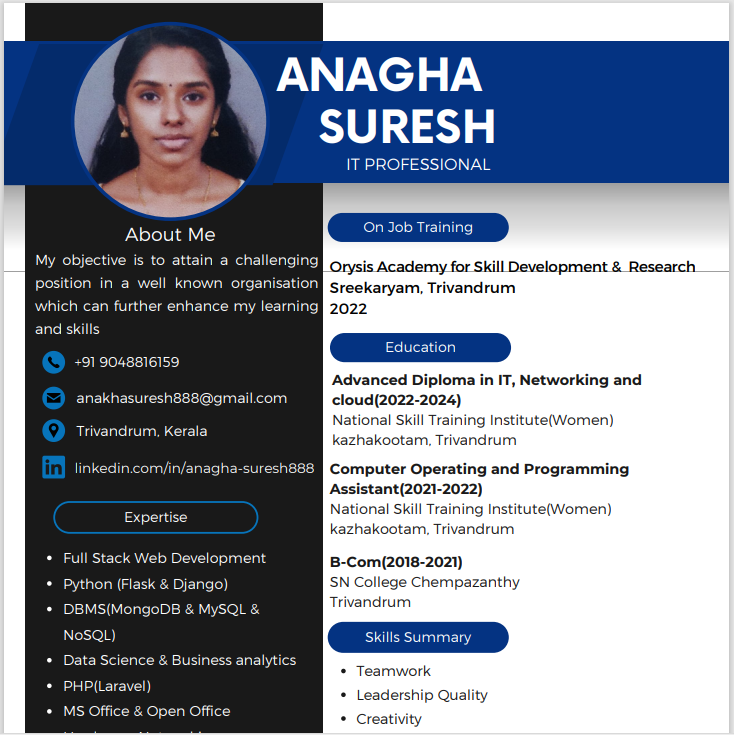 ANAGHA
SURESH
IT PROFESSIONAL
About Me
My objective is to attain a challenging
position in a well known organisation
which can further enhance my learning
and skills
+91 9048816159
anakhasuresh888@gmail.com
Trivandrum, Kerala
linkedin.com/in/anagha-suresh888
Expertise
• Full Stack Web Development
• Python (Flask & Django)
• DBMS(MongoDB & MySQL &
NoSQL)
• Data Science & Business analytics
• PHP(Laravel)
• MS Office & Open Office
On Job Training
Orysis Academy for Skill Development & Research
Sreekaryam, Trivandrum
2022
Education
Advanced Diploma in IT, Networking and
cloud(2022-2024)
National Skill Training Institute(Women)
kazhakootam, Trivandrum
Computer Operating and Programming
Assistant(2021-2022)
National Skill Training Institute(Women)
kazhakootam, Trivandrum
B-Com(2018-2021)
SN College Chempazanthy
Trivandrum
Skills Summary
• Teamwork
• Leadership Quality
• Creativity